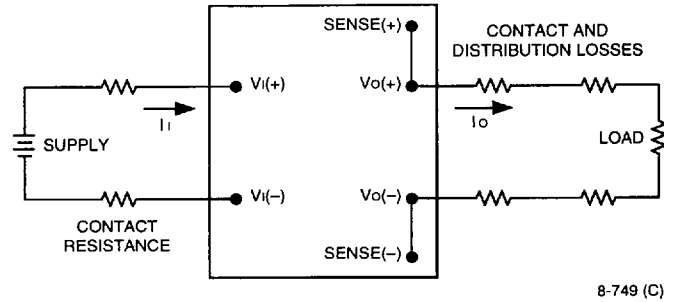 SENSE(+)
CONTACT AND
DISTRIBUTION LOSSES
VI(+)
VO(+)
II
IO
SUPPLY
LOAD
VI(–)
VO(–)
CONTACT
RESISTANCE
SENSE(–)
8-749 (C)